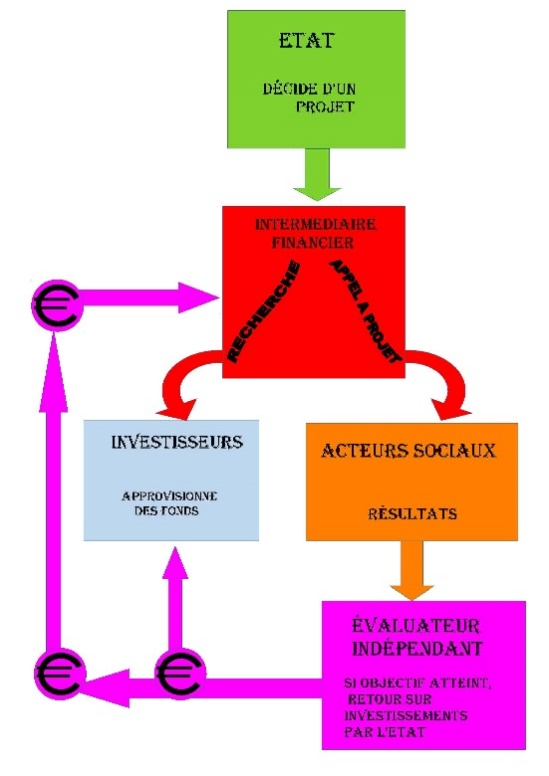 ETAT
DÉCIDE D'UN
PROJET
INTERMEDIAIRE
FINANCIER
RECHERCHE
APPEL A PROJET
€
INVESTISSEURS
APPROVISIONNE
DES FONDS
ACTEURS SOCIAUX
RÉSULTATS
ÉVALUATEUR
INDÉPENDANT
SI OBJECTIF ATTEINT,
RETOUR SUR
INVESTISSEMENTS
PAR L'ETAT
€
€